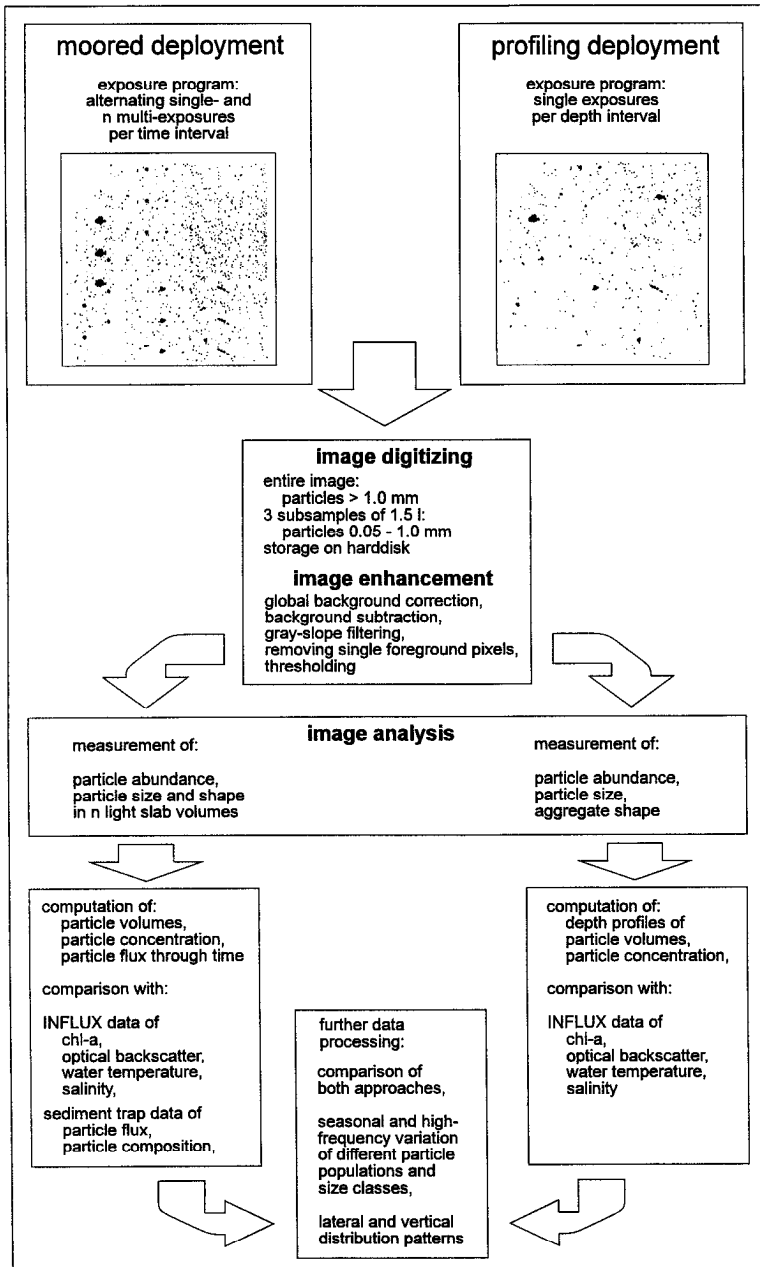 moored deployment
exposure program:
alternating single- and
n multi-exposures
per time interval
profiling deployment
exposure program:
single exposures
per depth interval
image digitizing
entire image:
particles > 1.0 mm
3 subsamples of 1.5 l:
particles 0.05 - 1.0 mm
storage on harddisk
image enhancement
global background correction,
background subtraction,
gray-slope filtering,
removing single foreground pixels,
thresholding
image analysis
measurement of:
particle abundance,
particle size and shape
in n light slab volumes
measurement of:
particle abundance,
particle size,
aggregate shape
computation of:
particle volumes,
particle concentration,
particle flux through time
comparison with:
INFLUX data of
chl-a,
optical backscatter,
water temperature,
salinity,
sediment trap data of
particle flux,
particle composition,
further data
processing:
comparison of
both approaches,
seasonal and high-
frequency variation
of different particle
populations and
size classes,
lateral and vertical
distribution patterns
computation of:
depth profiles of
particle volumes,
particle concentration,
comparison with:
INFLUX data of
chl-a,
optical backscatter,
water temperature,
salinity